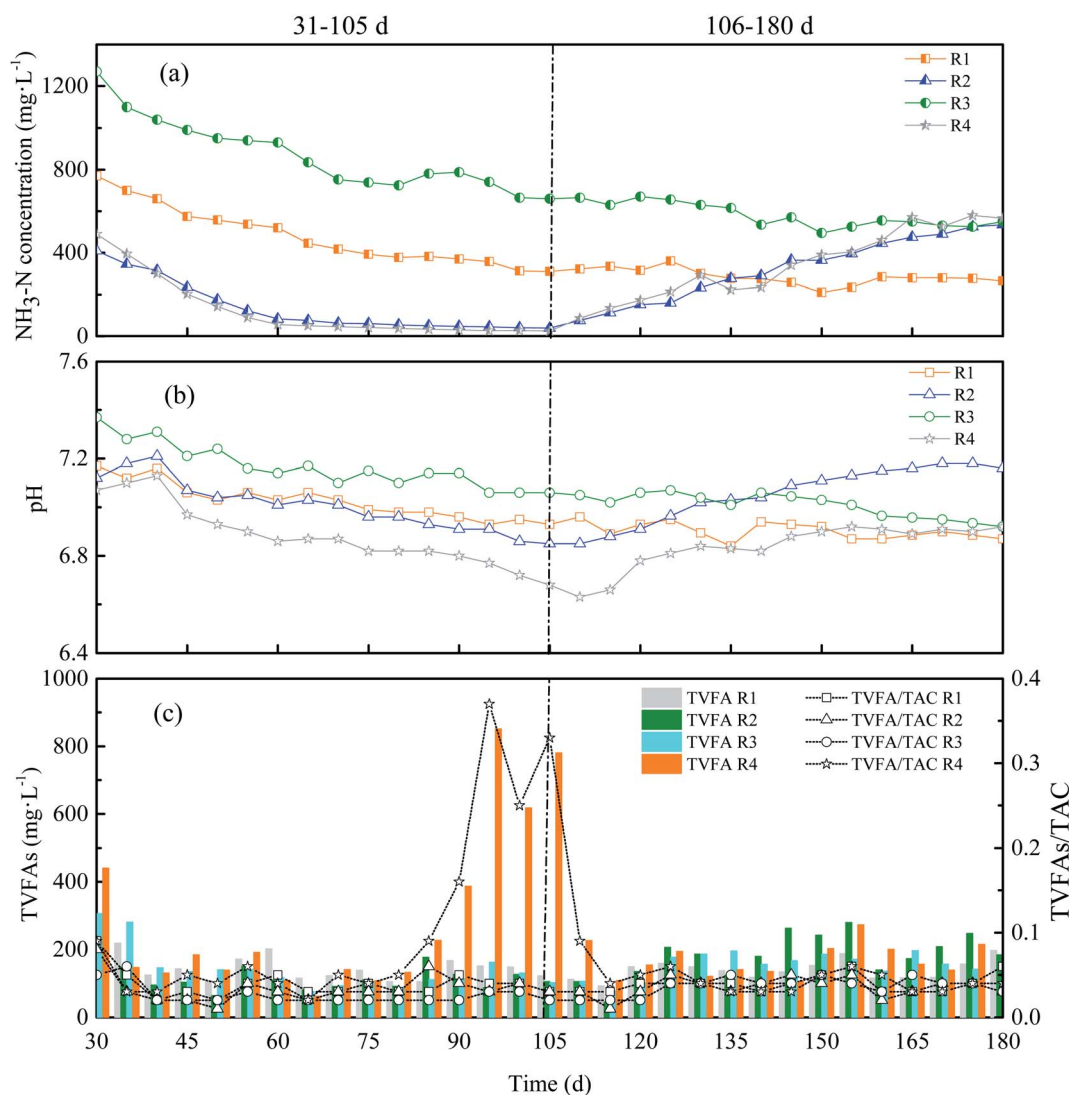 31-105 d 106-180 d
(a)
R1
R2
R3
R4
NH3-N concentration (mg·L-1)
1200
800
400
0
(b)
R1
R2
R3
R4
pH
7.6
7.2
6.8
6.4
(c)
TVFA R1 TVFA/TAC R1
TVFA R2 TVFA/TAC R2
TVFA R3 TVFA/TAC R3
TVFA R4 TVFA/TAC R4
TVFAs (mg·L-1)
1000
800
600
400
200
0
0.4
0.3
0.2
0.1
0.0
TVFAs/TAC
30 45 60 75 90 105 120 135 150 165 180
Time (d)